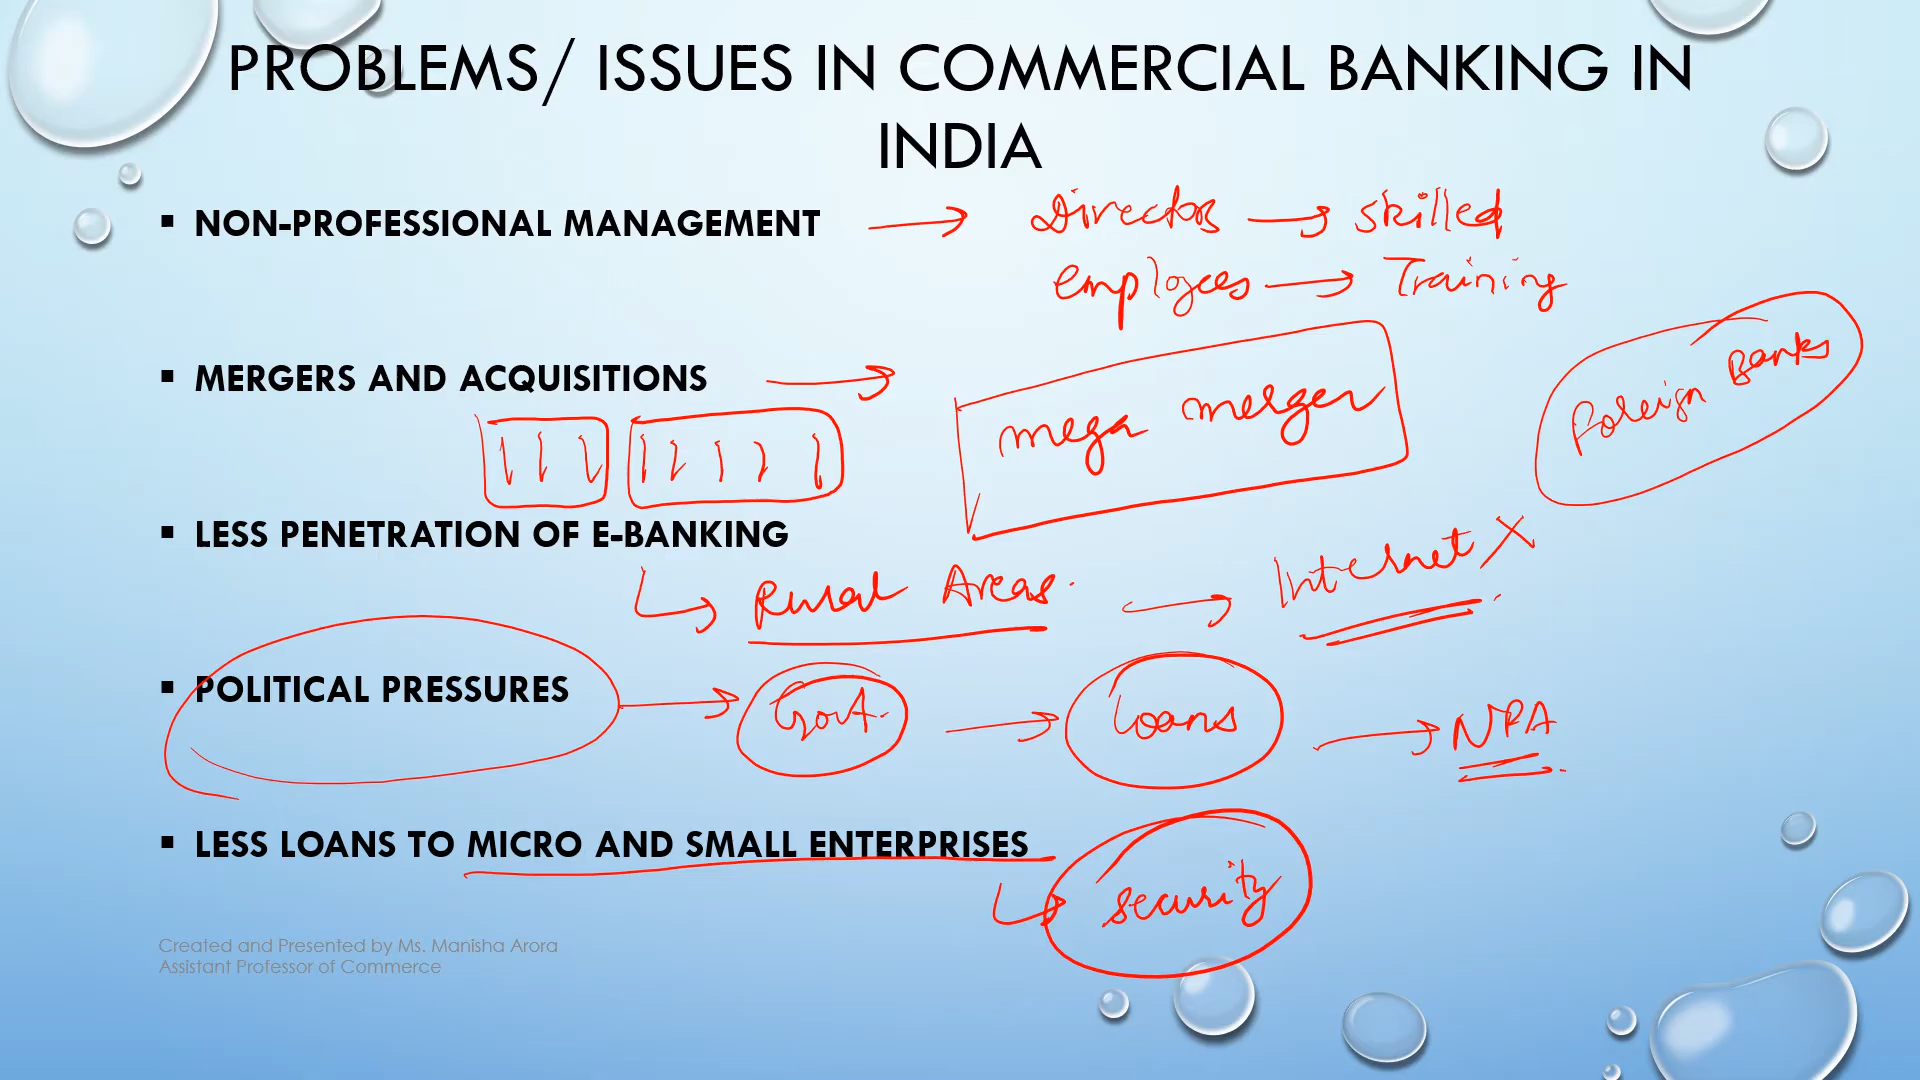 PROBLEMS/ ISSUES IN COMMERCIAL BANKING IN
INDIA
▪ NON-PROFESSIONAL MANAGEMENT → Directors → Skilled
employees → Training
▪ MERGERS AND ACQUISITIONS →
mega merger
Foreign Banks
▪ LESS PENETRATION OF E-BANKING
Rural Areas. → Internet X
▪ POLITICAL PRESSURES → Govt. → Loans → NPA
▪ LESS LOANS TO MICRO AND SMALL ENTERPRISES
security
Created and Presented by Ms. Manisha Arora
Assistant Professor of Commerce